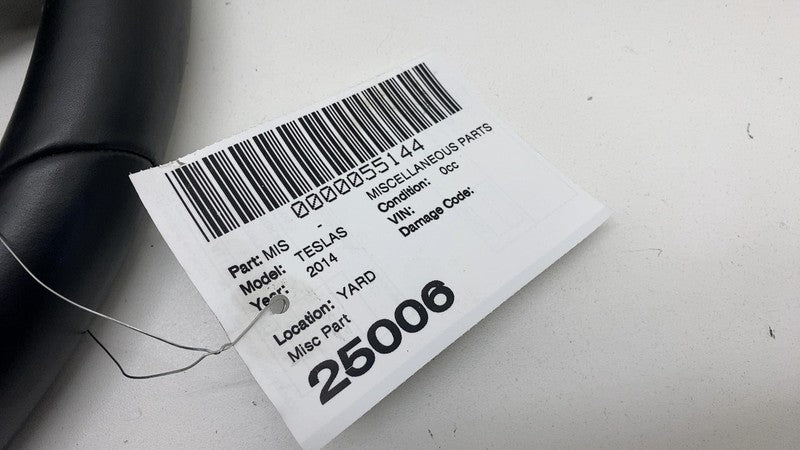 0000055144
Part: MIS - MISCELLANEOUS PARTS
Model: TESLAS Condition: 0cc
Year: 2014 VIN:
Damage Code:
Location: YARD
Misc Part
25006